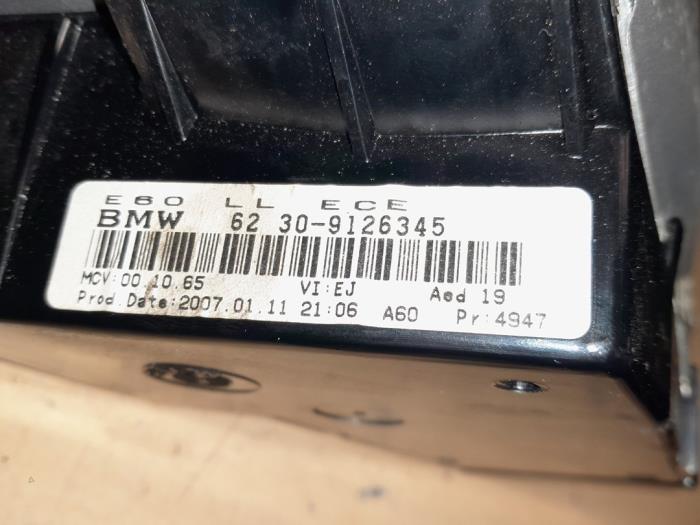 E60 LL ECE
BMW 62 30-9126345
MCV:00.10.65 VI:EJ Aed 19
Prod.Date:2007.01.11 21:06 A60 Pr:4947